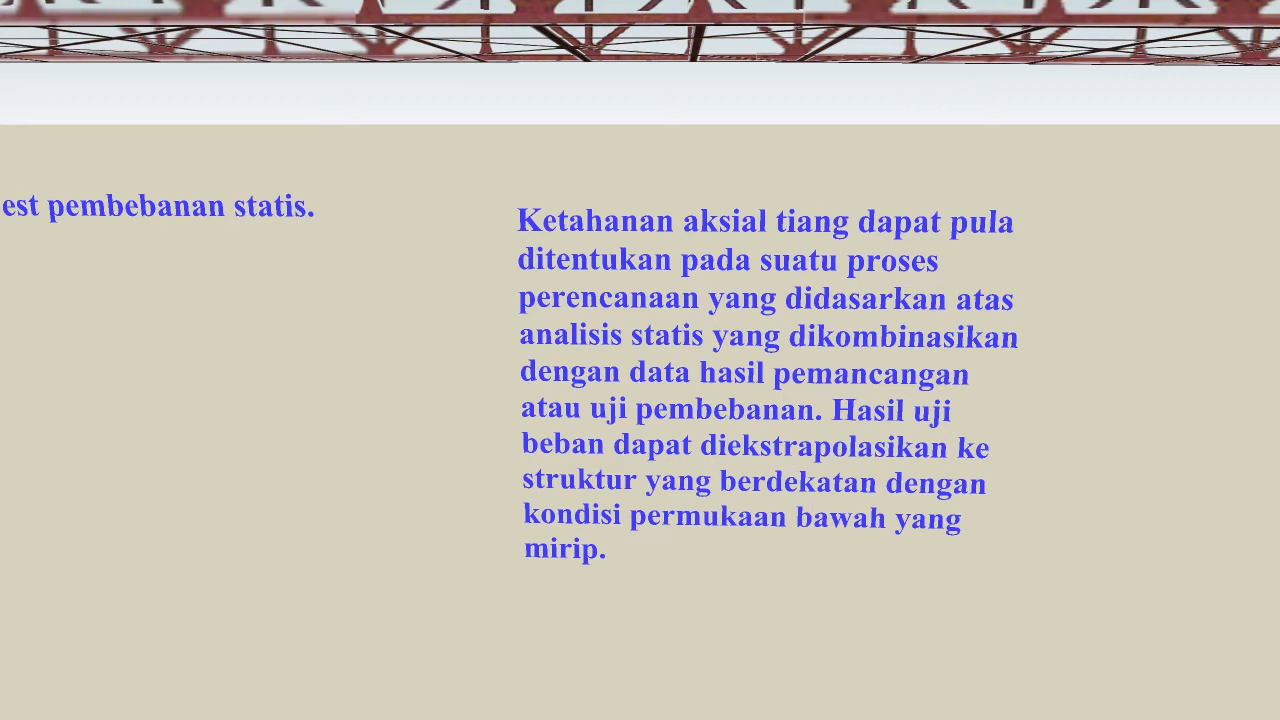 est pembebanan statis.
Ketahanan aksial tiang dapat pula
ditentukan pada suatu proses
perencanaan yang didasarkan atas
analisis statis yang dikombinasikan
dengan data hasil pemancangan
atau uji pembebanan. Hasil uji
beban dapat diekstrapolasikan ke
struktur yang berdekatan dengan
kondisi permukaan bawah yang
mirip.